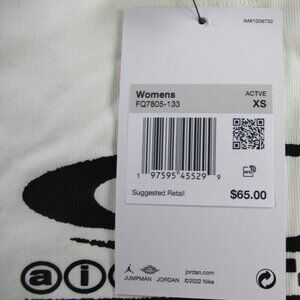 IM#1009732
Womens ACTVE
FQ7805-133 XS
1 97595 45529 9
Suggested Retail $65.00
jordan.com
JUMPMAN JORDAN ©2022 Nike
a i